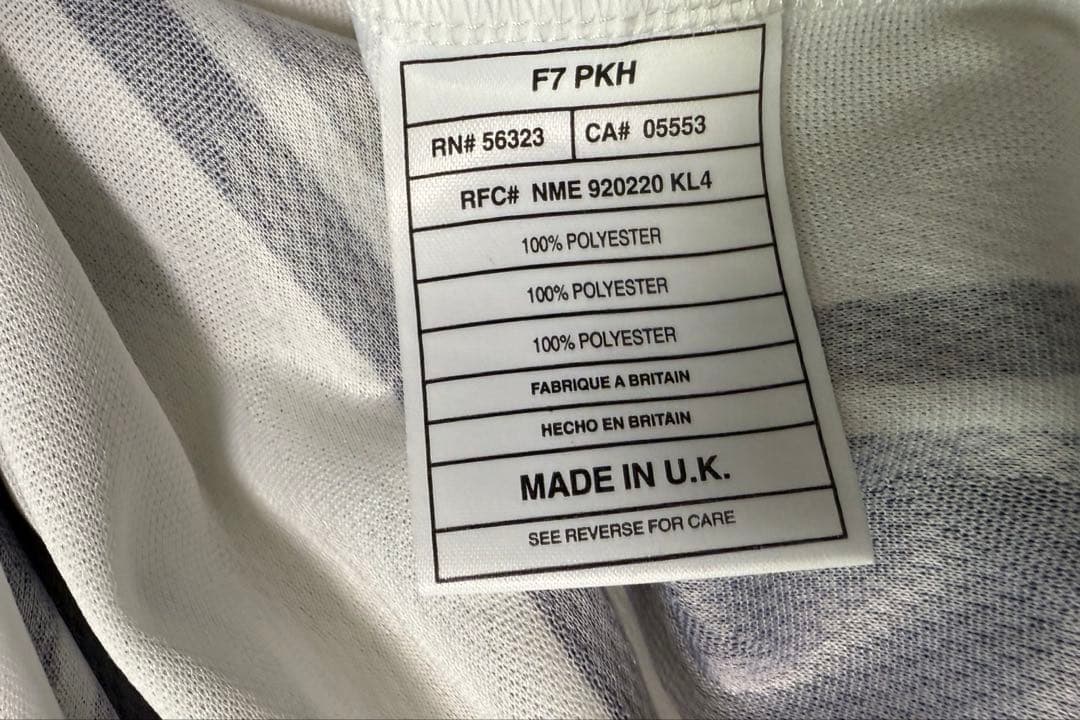 F7 PKH
RN# 56323 CA# 05553
RFC# NME 920220 KL4
100% POLYESTER
100% POLYESTER
100% POLYESTER
FABRIQUE A BRITAIN
HECHO EN BRITAIN
MADE IN U.K.
SEE REVERSE FOR CARE